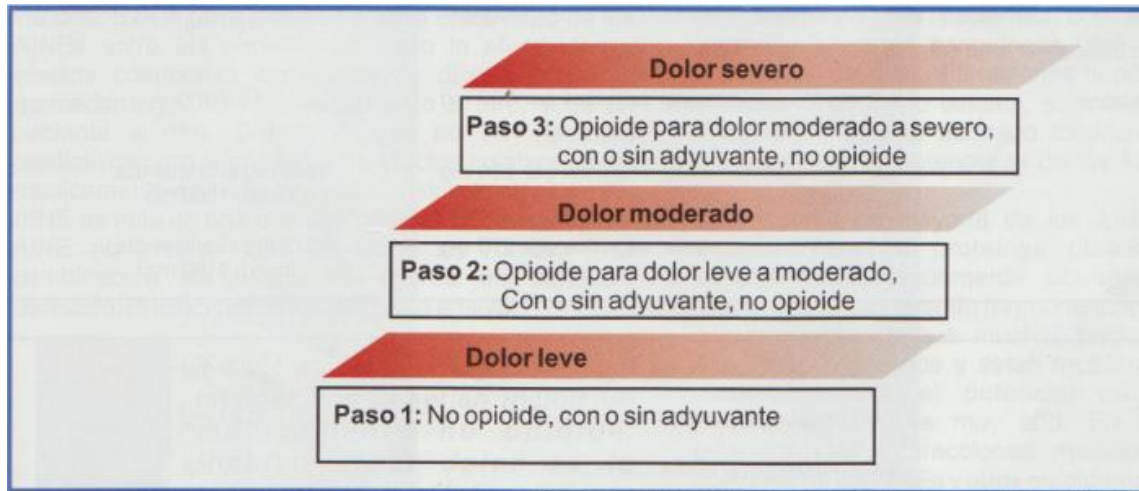 Dolor severo
Paso 3: Opioide para dolor moderado a severo,
con o sin adyuvante, no opioide
Dolor moderado
Paso 2: Opioide para dolor leve a moderado,
Con o sin adyuvante, no opioide
Dolor leve
Paso 1: No opioide, con o sin adyuvante